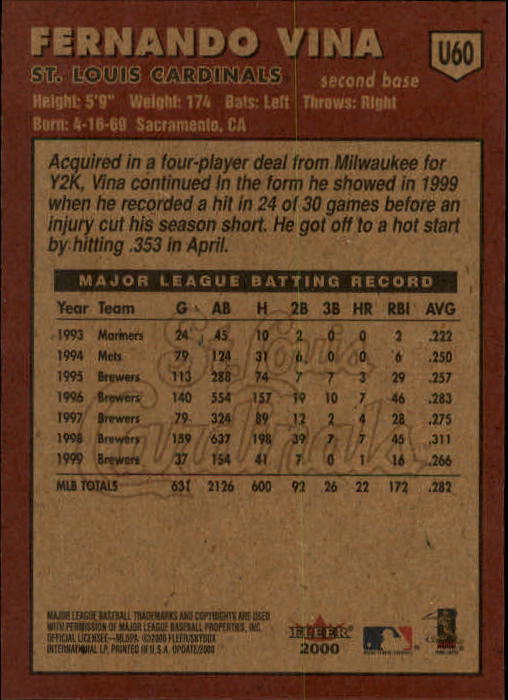 FERNANDO VINA
U60
ST. LOUIS CARDINALS second base
Height: 5'9" Weight: 174 Bats: Left Throws: Right
Born: 4-16-69 Sacramento, CA
Acquired in a four-player deal from Milwaukee for
Y2K, Vina continued in the form he showed in 1999
when he recorded a hit in 24 of 30 games before an
injury cut his season short. He got off to a hot start
by hitting .353 in April.
MAJOR LEAGUE BATTING RECORD
Year Team G AB H 2B 3B HR RBI AVG
1993 Mariners 24 45 10 2 0 0 2 .222
1994 Mets 79 124 31 6 0 0 6 .250
1995 Brewers 113 288 74 7 7 3 29 .257
1996 Brewers 140 554 157 19 10 7 46 .283
1997 Brewers 79 324 89 12 2 4 28 .275
1998 Brewers 159 637 198 39 7 7 45 .311
1999 Brewers 37 154 41 7 0 1 16 .266
MLB TOTALS 631 2126 600 92 26 22 172 .282
St. Louis
Cardinals
MAJOR LEAGUE BASEBALL TRADEMARKS AND COPYRIGHTS ARE USED
WITH PERMISSION OF MAJOR LEAGUE BASEBALL PROPERTIES, INC.
OFFICIAL LICENSEE—MLBPA ©2000 FLEER/SKYBOX
INTERNATIONAL LP, PRINTED IN U.S.A. UPDATE/2000
FLEER
2000